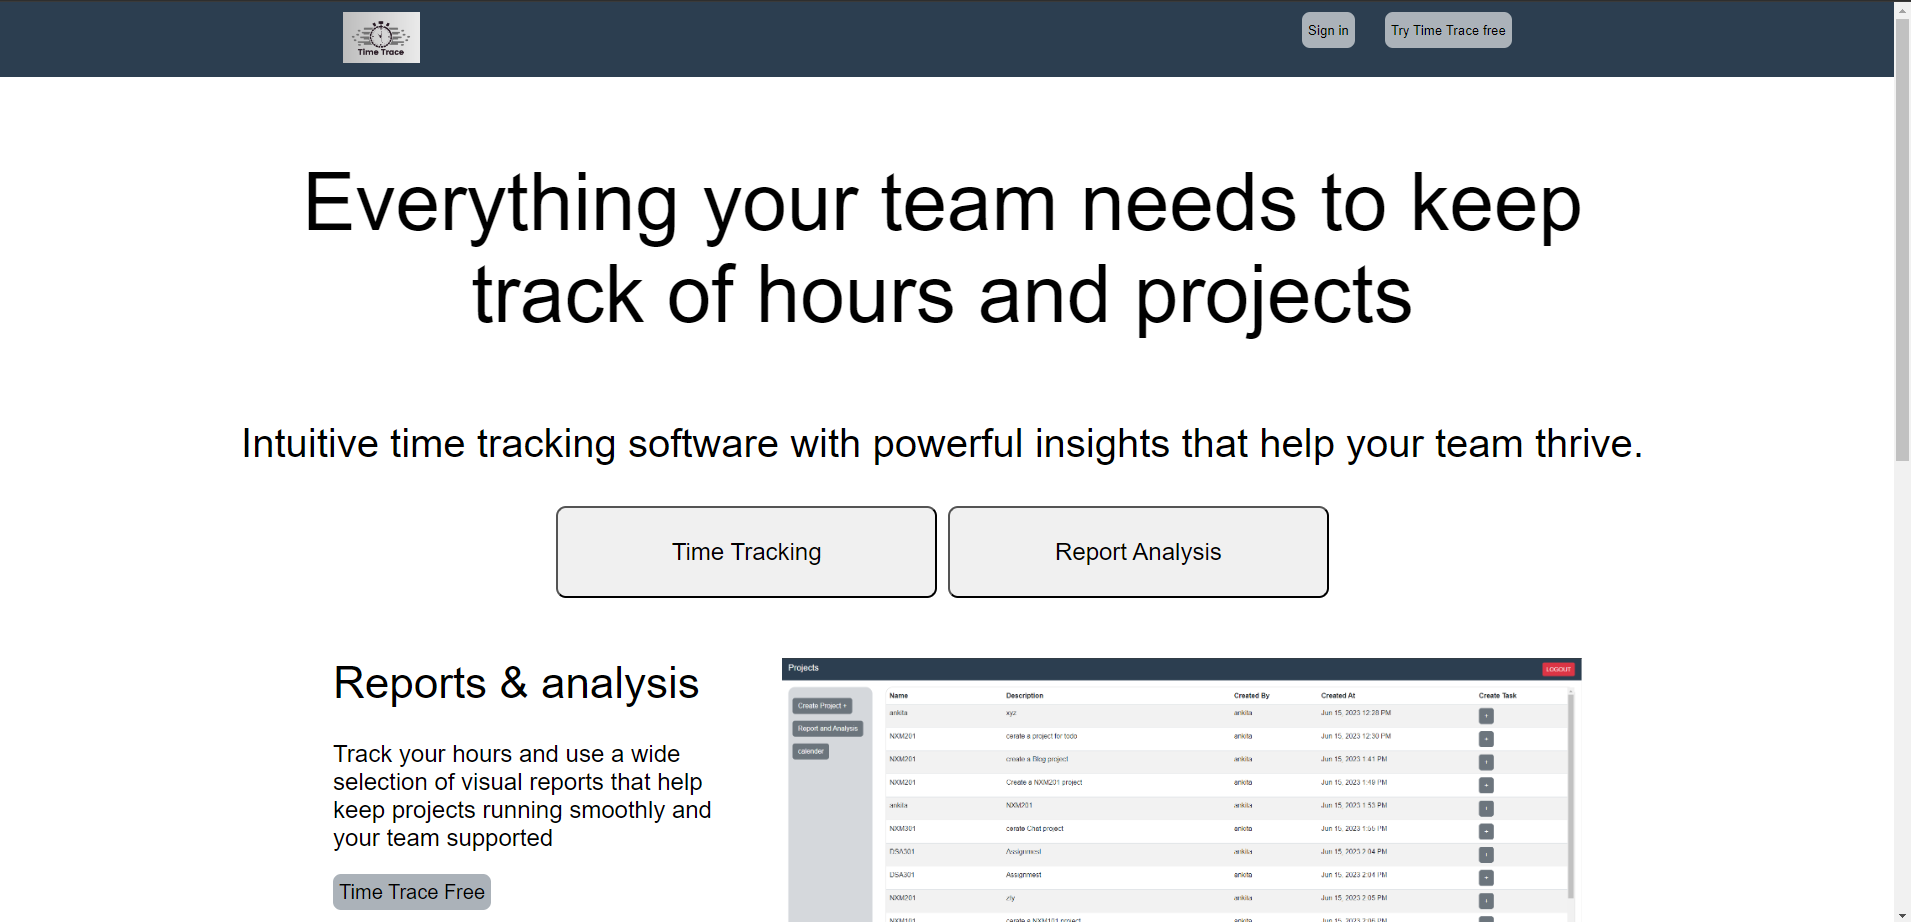 Time Trace
Sign in
Try Time Trace free
Everything your team needs to keep
track of hours and projects
Intuitive time tracking software with powerful insights that help your team thrive.
Time Tracking
Report Analysis
Reports & analysis
Track your hours and use a wide
selection of visual reports that help
keep projects running smoothly and
your team supported
Time Trace Free
Projects
LOGOUT
Create Project +
Report and Analysis
calender
Name Description Created By Created At Create Task
ankita xyz ankita Jun 15, 2023 12:28 PM +
NXM201 cerate a project for todo ankita Jun 15, 2023 12:30 PM +
NXM201 create a Blog project ankita Jun 15, 2023 1:41 PM +
NXM201 Create a NXM201 project ankita Jun 15, 2023 1:49 PM +
ankita NXM201 ankita Jun 15, 2023 1:53 PM +
NXM301 cerate Chat project ankita Jun 15, 2023 1:55 PM +
DSA301 Assignmest ankita Jun 15, 2023 2:04 PM +
DSA301 Assignmest ankita Jun 15, 2023 2:04 PM +
NXM201 ankita Jun 15, 2023 2:05 PM +
NXM101 cerate a NXM101 project ankita Jun 15, 2023 2:06 PM